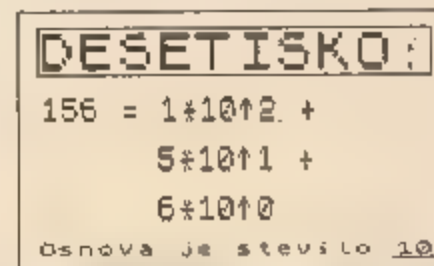 DESETISKO:
156 = 1*10↑2 +
5*10↑1 +
6*10↑0
Osnova je stevilo 10